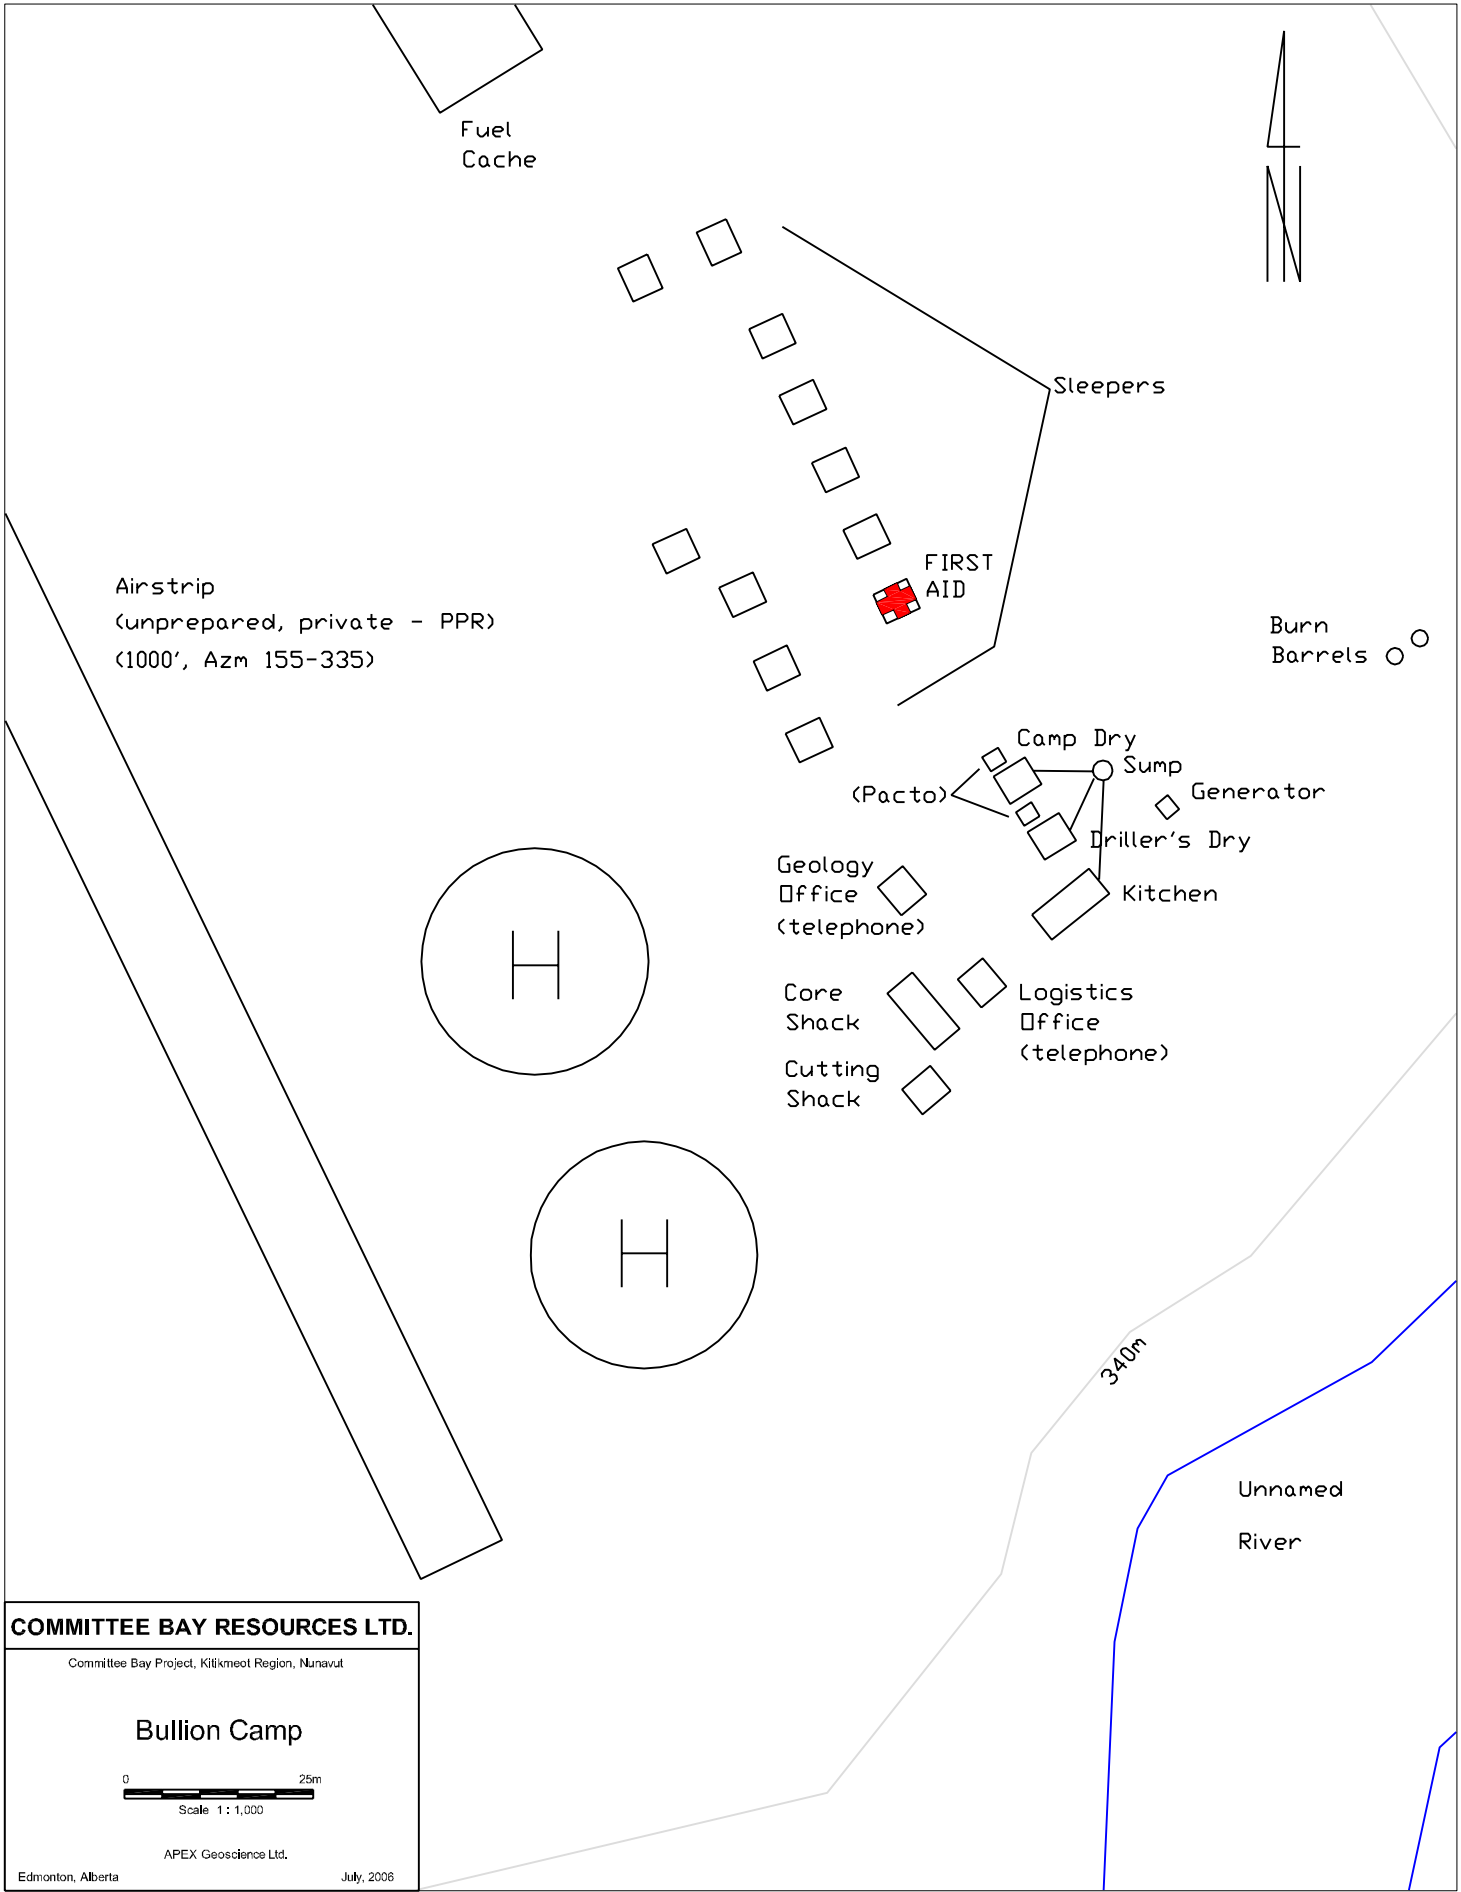 Fuel
Cache
N
Sleepers
FIRST
AID
Airstrip
(unprepared, private - PPR)
(1000', Azm 155-335)
Burn
Barrels
Camp Dry
Sump
(Pacto)
Generator
Driller's Dry
Geology
Office
(telephone)
Kitchen
H
Core
Shack
Logistics
Office
(telephone)
Cutting
Shack
H
340m
Unnamed
River
COMMITTEE BAY RESOURCES LTD.
Committee Bay Project, Kitikmeot Region, Nunavut
Bullion Camp
0 25m
Scale 1 : 1,000
APEX Geoscience Ltd.
Edmonton, Alberta July, 2006